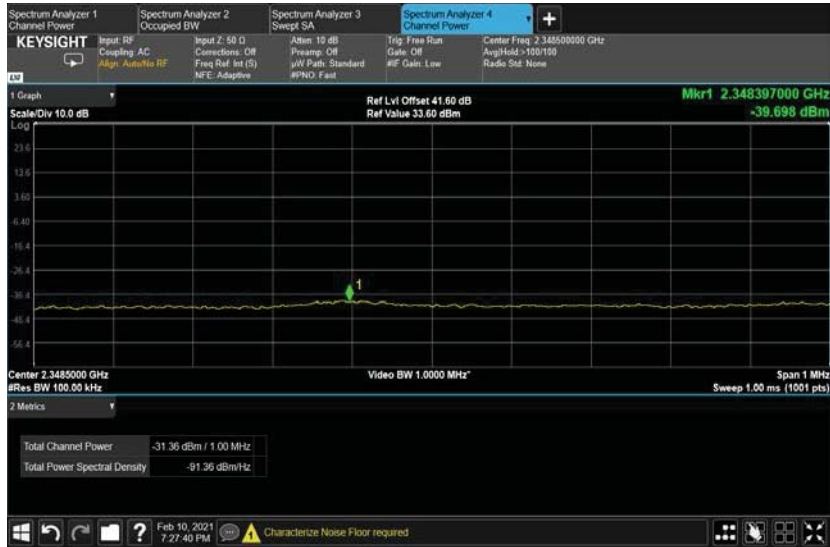 Spectrum Analyzer 1
Channel Power
Spectrum Analyzer 2
Occupied BW
Spectrum Analyzer 3
Swept SA
Spectrum Analyzer 4
Channel Power
KEYSIGHT
Input: RF
Coupling: AC
Align: Auto/No RF
Input Z: 50 Ω
Corrections: Off
Freq Ref: Int (S)
NFE: Adaptive
Atten: 10 dB
Preamp: Off
µW Path: Standard
#PNO: Fast
Trig: Free Run
Gate: Off
#IF Gain: Low
Center Freq: 2.348500000 GHz
Avg|Hold:>100/100
Radio Std: None
LXI
1 Graph
Scale/Div 10.0 dB
Ref Lvl Offset 41.60 dB
Ref Value 33.60 dBm
Mkr1 2.348397000 GHz
-39.698 dBm
Log
23.6
13.6
3.60
-6.40
-16.4
-26.4
-36.4
-46.4
-56.4
1
Center 2.3485000 GHz
#Res BW 100.00 kHz
Video BW 1.0000 MHz*
Span 1 MHz
Sweep 1.00 ms (1001 pts)
2 Metrics
Total Channel Power -31.36 dBm / 1.00 MHz
Total Power Spectral Density -91.36 dBm/Hz
?
Feb 10, 2021
7:27:40 PM
1
Characterize Noise Floor required